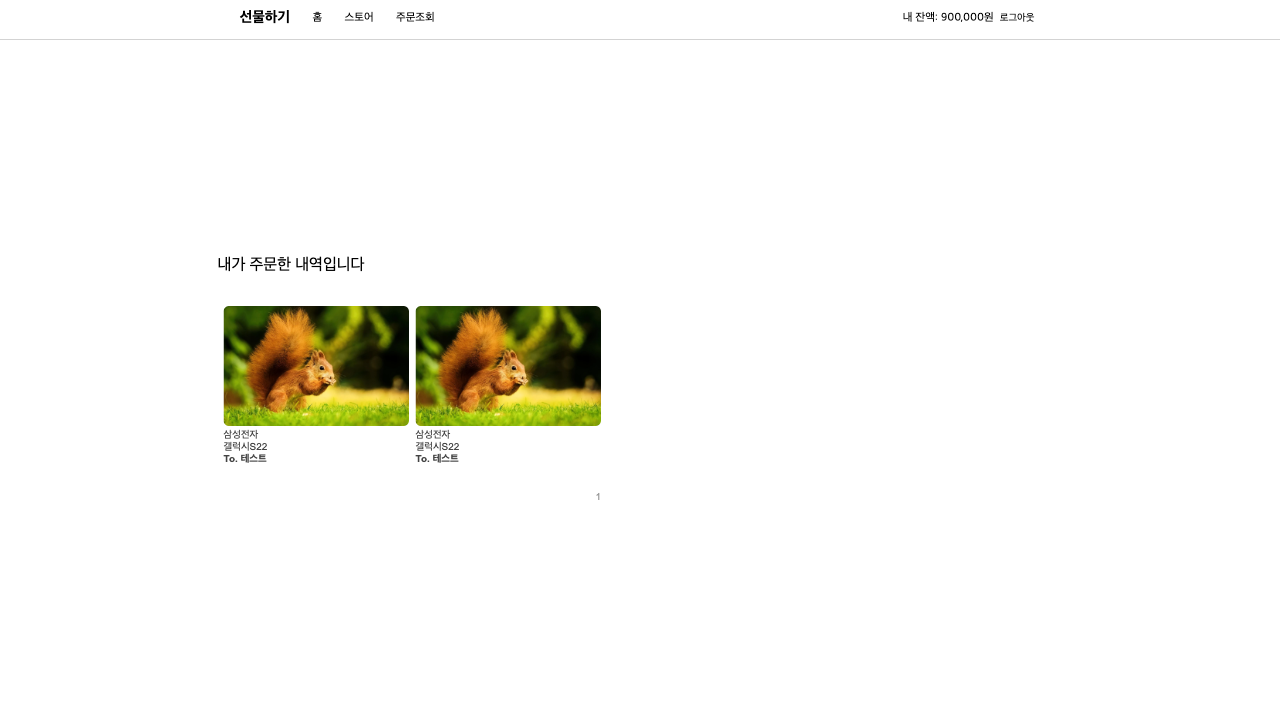 선물하기 홈 스토어 주문조회 내 잔액: 900,000원 로그아웃
내가 주문한 내역입니다
삼성전자
갤럭시S22
To. 테스트
삼성전자
갤럭시S22
To. 테스트
1